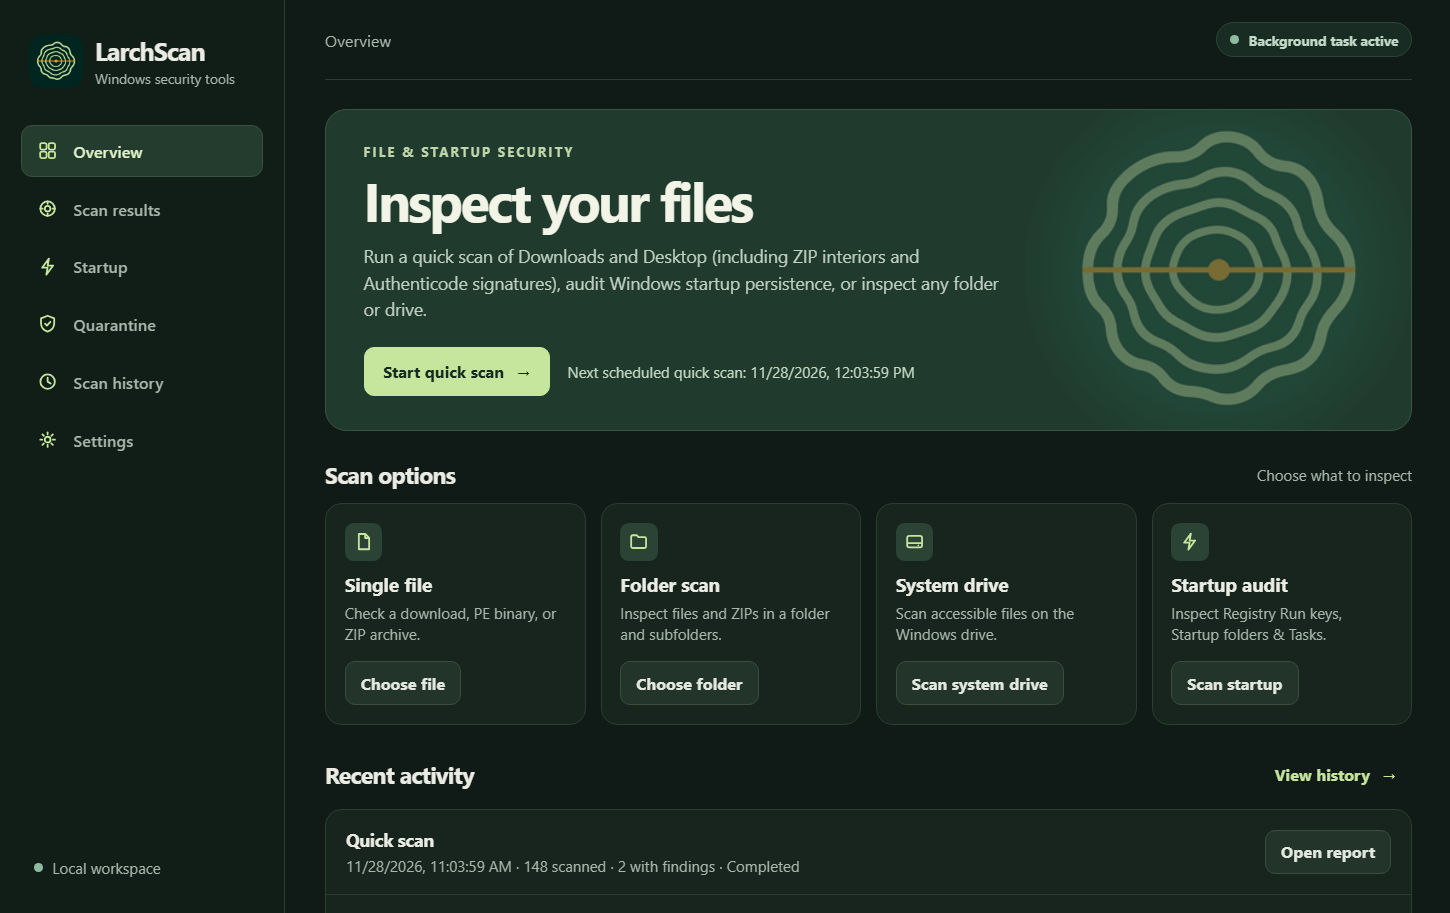 LarchScan
Windows security tools
Overview
Scan results
Startup
Quarantine
Scan history
Settings
Local workspace
Overview
Background task active
FILE & STARTUP SECURITY
Inspect your files
Run a quick scan of Downloads and Desktop (including ZIP interiors and
Authenticode signatures), audit Windows startup persistence, or inspect any folder
or drive.
Start quick scan →
Next scheduled quick scan: 11/28/2026, 12:03:59 PM
Scan options
Choose what to inspect
Single file
Check a download, PE binary, or
ZIP archive.
Choose file
Folder scan
Inspect files and ZIPs in a folder
and subfolders.
Choose folder
System drive
Scan accessible files on the
Windows drive.
Scan system drive
Startup audit
Inspect Registry Run keys,
Startup folders & Tasks.
Scan startup
Recent activity
View history →
Quick scan
11/28/2026, 11:03:59 AM · 148 scanned · 2 with findings · Completed
Open report